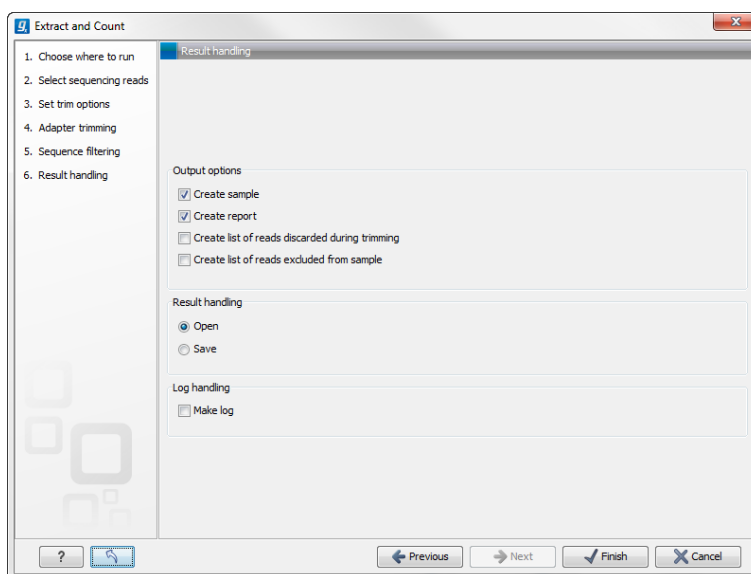 Extract and Count
1. Choose where to run
2. Select sequencing reads
3. Set trim options
4. Adapter trimming
5. Sequence filtering
6. Result handling
Result handling
Output options
Create sample
Create report
Create list of reads discarded during trimming
Create list of reads excluded from sample
Result handling
Open
Save
Log handling
Make log
?
Previous
Next
Finish
Cancel